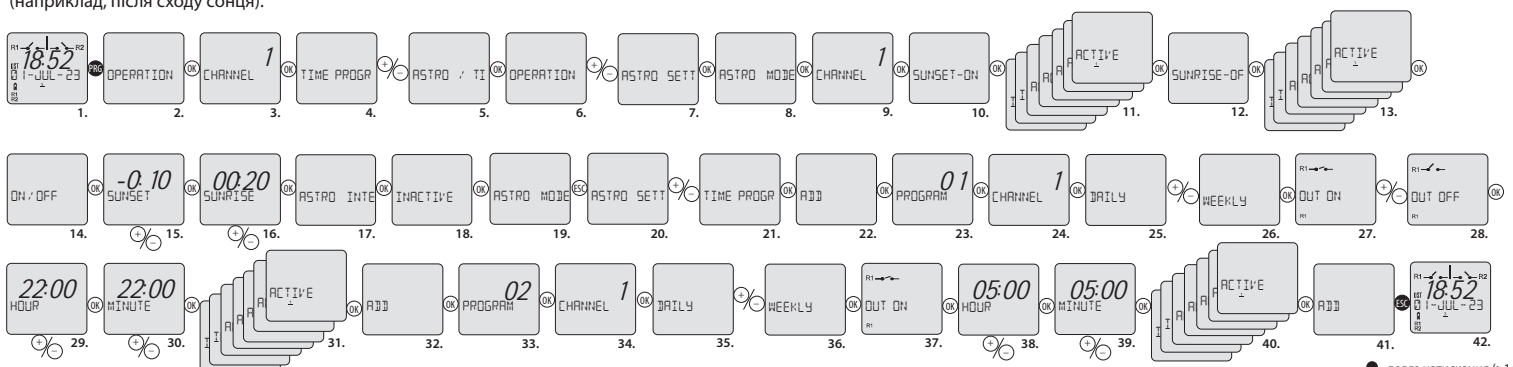 (наприклад, після сходу сонця).
R1 R2
18:52
1-JUL-23
1.
PRG
OPERATION
2.
OK
CHANNEL 1
3.
OK
TIME PROGR
4.
+/-
ASTRO / TI
5.
OK
OPERATION
6.
+/-
ASTRO SETT
7.
OK
ASTRO MODE
8.
OK
CHANNEL 1
9.
OK
SUNSET-ON
10.
OK
ACTIVE
11.
OK
SUNRISE-OF
12.
OK
ACTIVE
13.
OK
ON/OFF
14.
OK
-0:10
SUNSET
15.
+/-
OK
00:20
SUNRISE
16.
+/-
OK
ASTRO INTE
17.
OK
INACTIVE
18.
OK
ASTRO MODE
19.
ESC
ASTRO SETT
20.
+/-
TIME PROGR
21.
OK
ADD
22.
OK
PROGRAM 01
23.
OK
CHANNEL 1
24.
OK
DAILY
25.
+/-
WEEKLY
26.
OK
R1
OUT ON
R1
27.
+/-
R1
OUT OFF
R1
28.
OK
22:00
HOUR
29.
+/-
OK
22:00
MINUTE
30.
+/-
OK
ACTIVE
31.
OK
ADD
32.
OK
PROGRAM 02
33.
OK
CHANNEL 1
34.
OK
DAILY
35.
+/-
WEEKLY
36.
OK
R1
OUT ON
R1
37.
OK
05:00
HOUR
38.
+/-
OK
05:00
MINUTE
39.
+/-
OK
ACTIVE
40.
OK
ADD
41.
ESC
R1 R2
18:52
1-JUL-23
42.